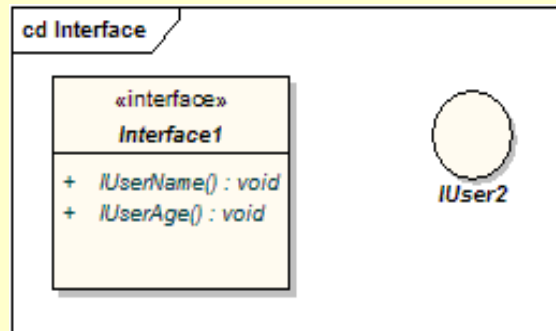 cd Interface
«interface»
Interface1
+ IUserName() : void
+ IUserAge() : void
IUser2